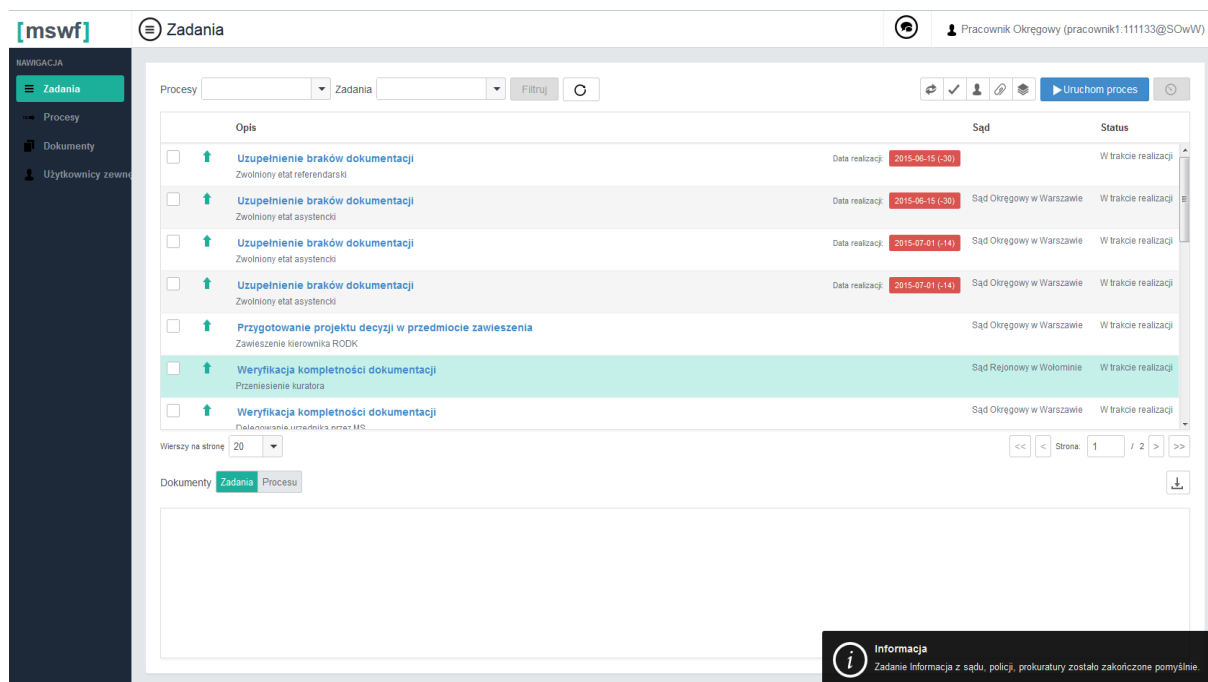 [mswf]
Zadania
Pracownik Okręgowy (pracownik1:111133@SOwW)
NAWIGACJA
Zadania
Procesy
Dokumenty
Użytkownicy zewnę
Procesy Zadania Filtruj Uruchom proces
Opis Sąd Status
Uzupełnienie braków dokumentacji Data realizacji: 2015-06-15 (-30) W trakcie realizacji
Zwolniony etat referendarski
Uzupełnienie braków dokumentacji Data realizacji: 2015-06-15 (-30) Sąd Okręgowy w Warszawie W trakcie realizacji
Zwolniony etat asystencki
Uzupełnienie braków dokumentacji Data realizacji: 2015-07-01 (-14) Sąd Okręgowy w Warszawie W trakcie realizacji
Zwolniony etat asystencki
Uzupełnienie braków dokumentacji Data realizacji: 2015-07-01 (-14) Sąd Okręgowy w Warszawie W trakcie realizacji
Zwolniony etat asystencki
Przygotowanie projektu decyzji w przedmiocie zawieszenia Sąd Okręgowy w Warszawie W trakcie realizacji
Zawieszenie kierownika RODK
Weryfikacja kompletności dokumentacji Sąd Rejonowy w Wołominie W trakcie realizacji
Przeniesienie kuratora
Weryfikacja kompletności dokumentacji Sąd Okręgowy w Warszawie W trakcie realizacji
Delegowanie urzędnika przez MS
Wierszy na stronę 20 << < Strona: 1 / 2 > >>
Dokumenty Zadania Procesu
Informacja
Zadanie Informacja z sądu, policji, prokuratury zostało zakończone pomyślnie.